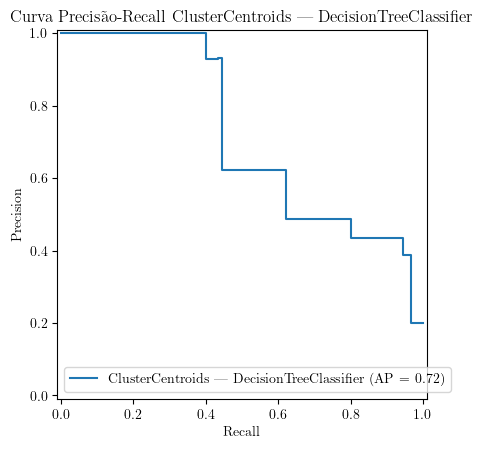 Curva Precisão-Recall ClusterCentroids — DecisionTreeClassifier
1.0
0.8
0.6
0.4
0.2
0.0
Precision
ClusterCentroids — DecisionTreeClassifier (AP = 0.72)
0.0 0.2 0.4 0.6 0.8 1.0
Recall